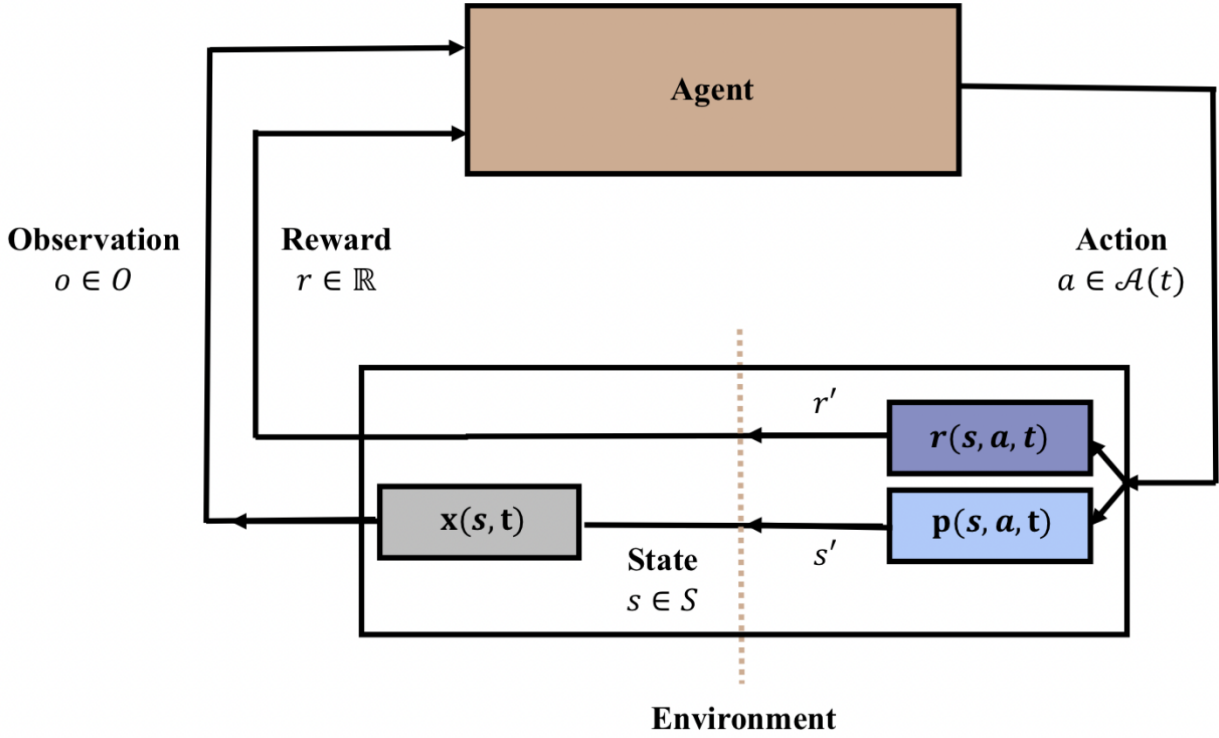 Agent
Observation
o ∈ O
Reward
r ∈ ℝ
Action
a ∈ 𝒜(t)
r′
r(s, a, t)
x(s, t)
p(s, a, t)
State
s ∈ S
s′
Environment